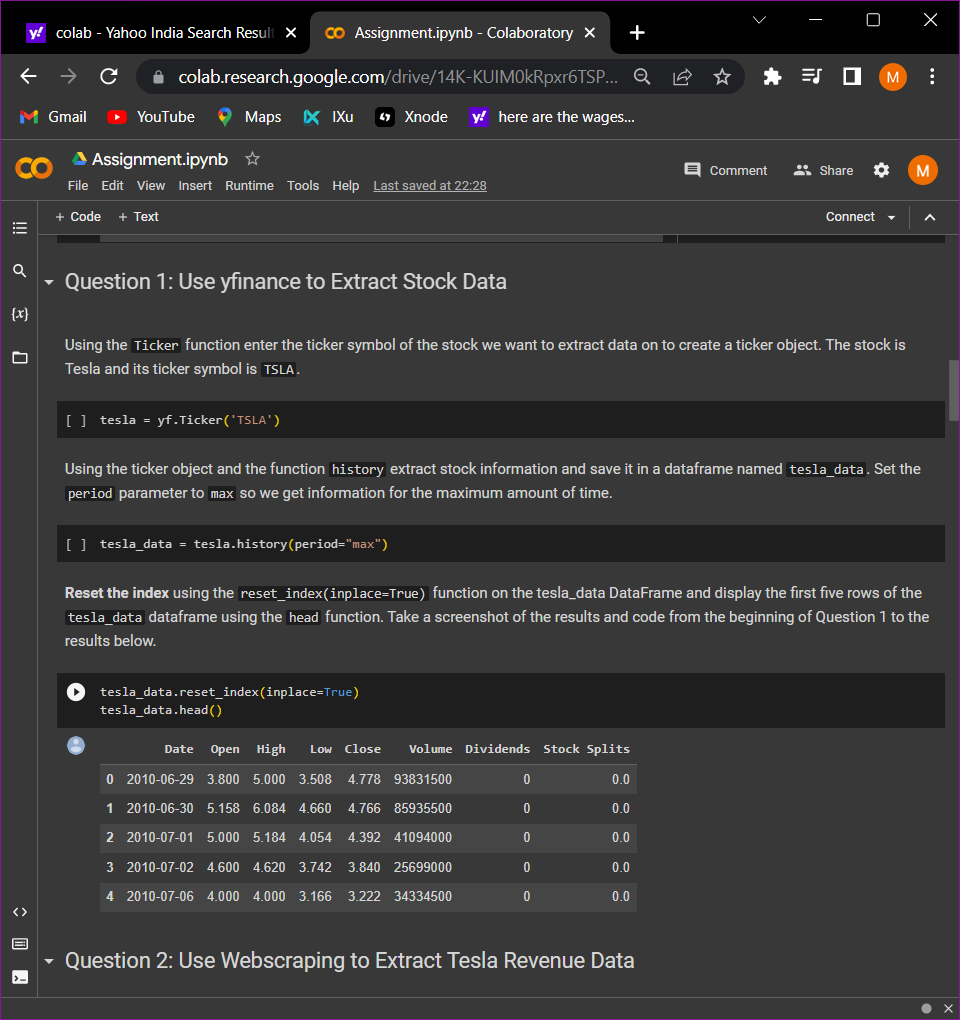 colab - Yahoo India Search Resul
Assignment.ipynb - Colaboratory
colab.research.google.com/drive/14K-KUIM0kRpxr6TSP...
M
Gmail YouTube Maps IXu Xnode here are the wages...
Assignment.ipynb
File Edit View Insert Runtime Tools Help Last saved at 22:28
Comment Share M
+ Code + Text Connect
Question 1: Use yfinance to Extract Stock Data
Using the Ticker function enter the ticker symbol of the stock we want to extract data on to create a ticker object. The stock is
Tesla and its ticker symbol is TSLA.
[ ] tesla = yf.Ticker('TSLA')
Using the ticker object and the function history extract stock information and save it in a dataframe named tesla_data. Set the
period parameter to max so we get information for the maximum amount of time.
[ ] tesla_data = tesla.history(period="max")
Reset the index using the reset_index(inplace=True) function on the tesla_data DataFrame and display the first five rows of the
tesla_data dataframe using the head function. Take a screenshot of the results and code from the beginning of Question 1 to the
results below.
tesla_data.reset_index(inplace=True)
tesla_data.head()
Date Open High Low Close Volume Dividends Stock Splits
0 2010-06-29 3.800 5.000 3.508 4.778 93831500 0 0.0
1 2010-06-30 5.158 6.084 4.660 4.766 85935500 0 0.0
2 2010-07-01 5.000 5.184 4.054 4.392 41094000 0 0.0
3 2010-07-02 4.600 4.620 3.742 3.840 25699000 0 0.0
4 2010-07-06 4.000 4.000 3.166 3.222 34334500 0 0.0
Question 2: Use Webscraping to Extract Tesla Revenue Data